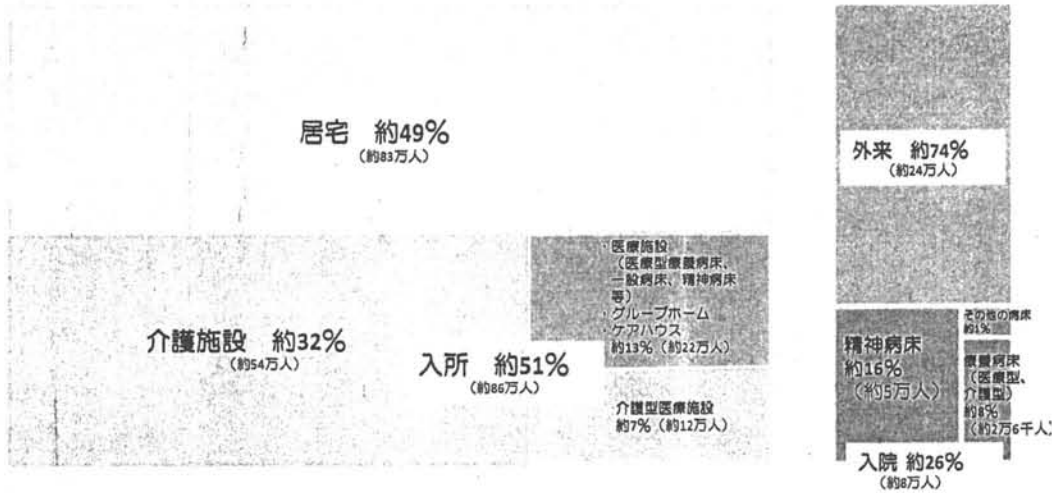 居宅 約49%
(約83万人)
介護施設 約32%
(約54万人)
入所 約51%
(約86万人)
・医療施設
(医療型療養病床、
一般病床、精神病床
等)
・グループホーム
・ケアハウス
約13%(約22万人)
介護型医療施設
約7%(約12万人)
外来 約74%
(約24万人)
精神病床
約16%
(約5万人)
その他の病床
約1%
療養病床
(医療型、
介護型)
約8%
(約2万6千人)
入院 約26%
(約8万人)